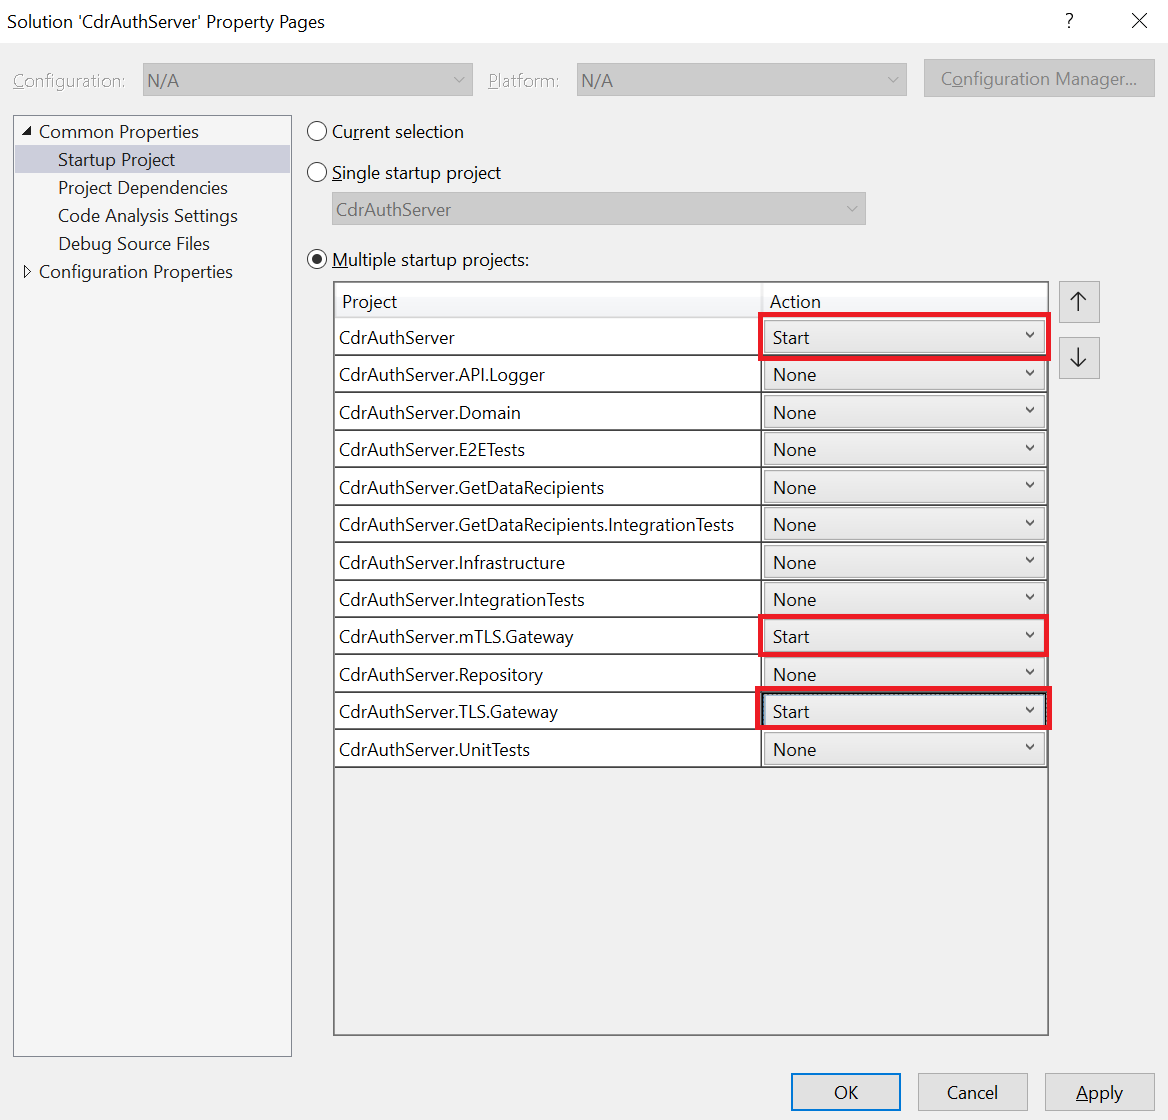 Solution 'CdrAuthServer' Property Pages
?
Configuration: N/A Platform: N/A Configuration Manager...
Common Properties
Startup Project
Project Dependencies
Code Analysis Settings
Debug Source Files
Configuration Properties
Current selection
Single startup project
CdrAuthServer
Multiple startup projects:
Project Action
CdrAuthServer Start
CdrAuthServer.API.Logger None
CdrAuthServer.Domain None
CdrAuthServer.E2ETests None
CdrAuthServer.GetDataRecipients None
CdrAuthServer.GetDataRecipients.IntegrationTests None
CdrAuthServer.Infrastructure None
CdrAuthServer.IntegrationTests None
CdrAuthServer.mTLS.Gateway Start
CdrAuthServer.Repository None
CdrAuthServer.TLS.Gateway Start
CdrAuthServer.UnitTests None
OK Cancel Apply